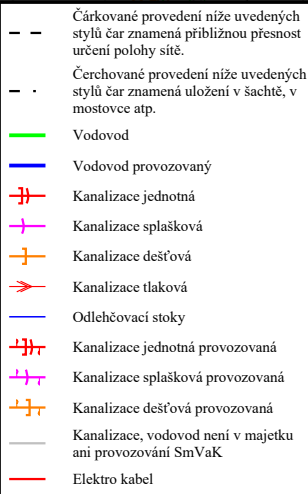 Čárkované provedení níže uvedených
stylů čar znamená přibližnou přesnost
určení polohy sítě.
Čerchované provedení níže uvedených
stylů čar znamená uložení v šachtě, v
mostovce atp.
Vodovod
Vodovod provozovaný
Kanalizace jednotná
Kanalizace splašková
Kanalizace dešťová
Kanalizace tlaková
Odlehčovací stoky
Kanalizace jednotná provozovaná
Kanalizace splašková provozovaná
Kanalizace dešťová provozovaná
Kanalizace, vodovod není v majetku
ani provozování SmVaK
Elektro kabel